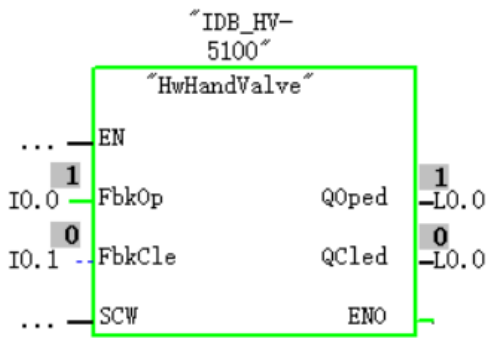 "IDB_HV-
5100"
"HwHandValve"
... EN
1 1
I0.0 FbkOp QOped L0.0
0 0
I0.1 FbkCle QCled L0.0
... SCW ENO